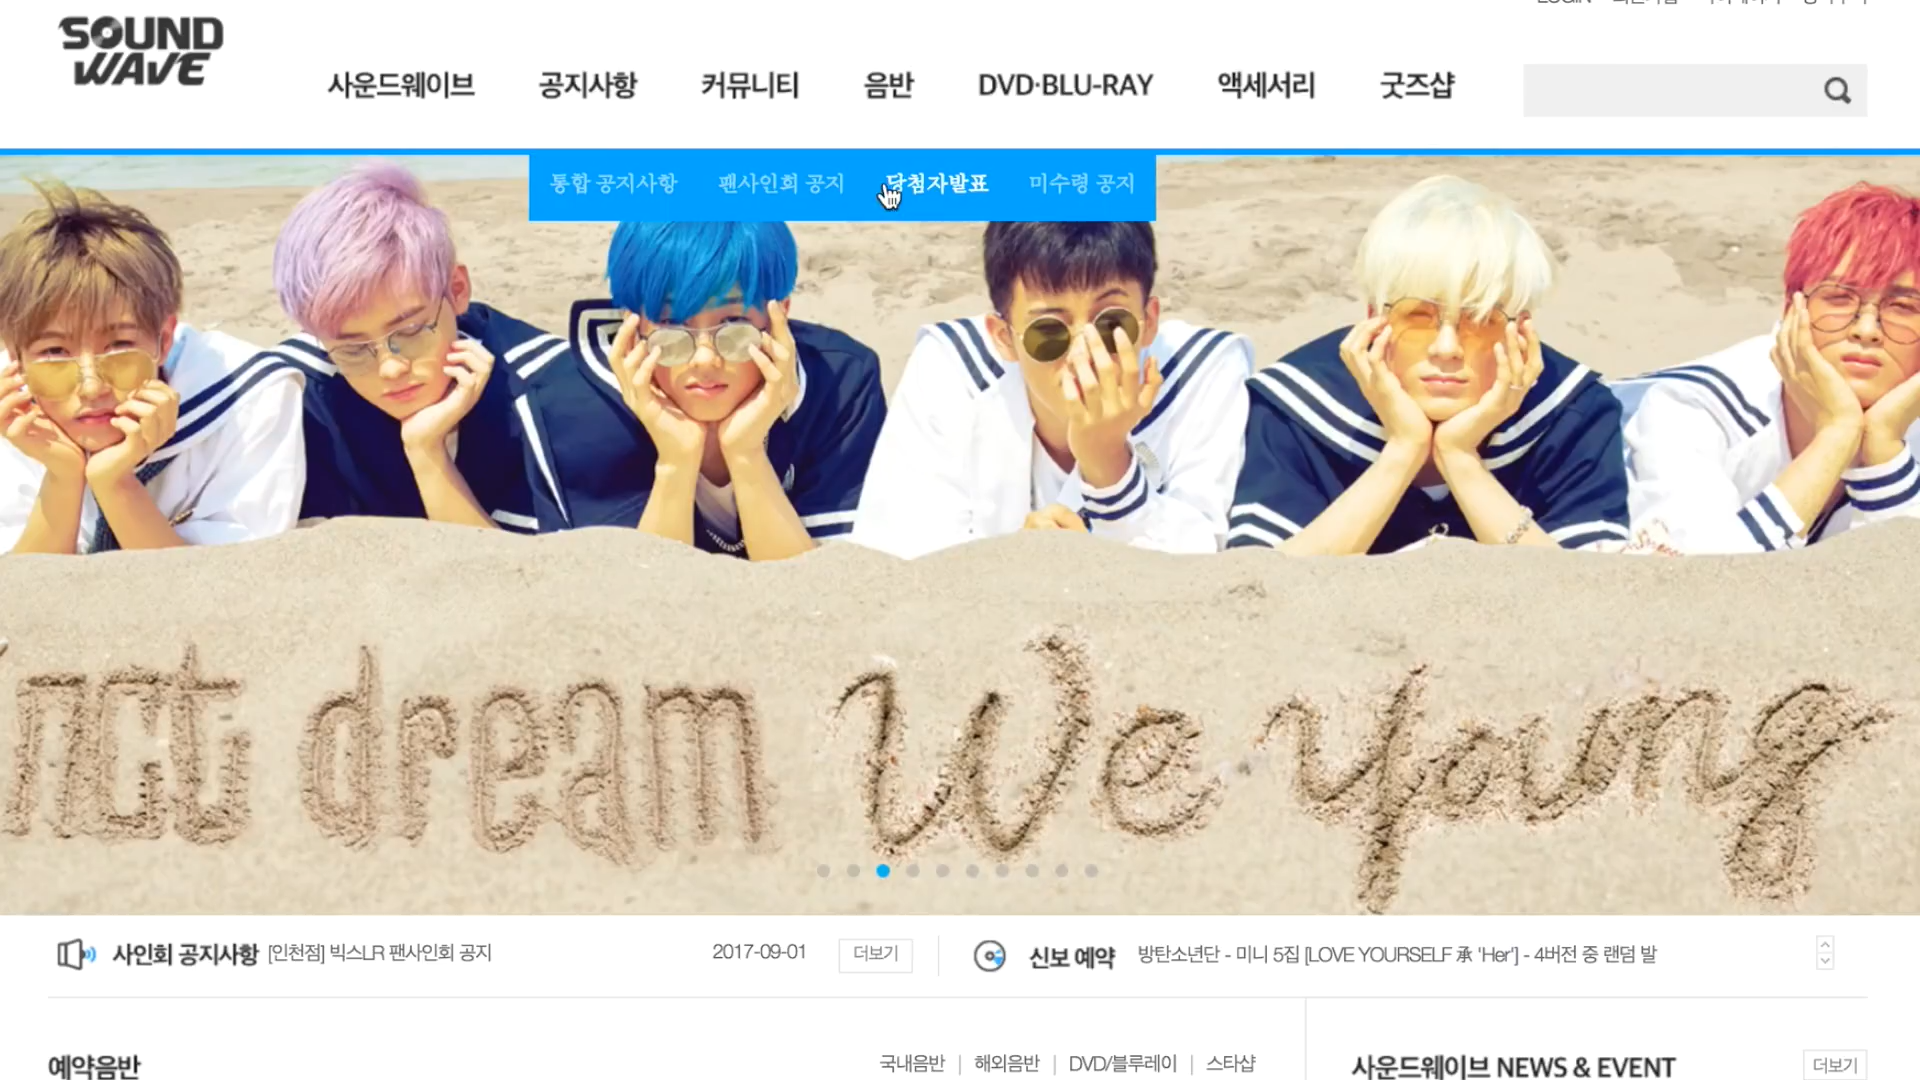 SOUND
WAVE
LOGIN
사운드웨이브 공지사항 커뮤니티 음반 DVD·BLU-RAY 액세서리 굿즈샵
통합 공지사항 팬사인회 공지 당첨자발표 미수령 공지
nct dream We young
사인회 공지사항 [인천점] 빅스LR 팬사인회 공지 2017-09-01 더보기
신보 예약 방탄소년단 - 미니 5집 [LOVE YOURSELF 承 'Her'] - 4버전 중 랜덤 발
예약음반 국내음반 | 해외음반 | DVD/블루레이 | 스타샵
사운드웨이브 NEWS & EVENT 더보기